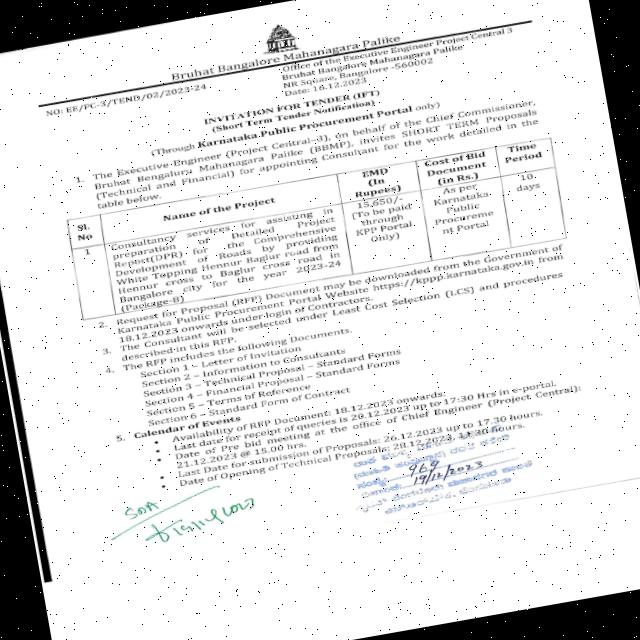 Bruhat Bangalore Mahanagara Palike
Office of the Executive Engineer Project Central 3
Bruhat Bangalore Mahanagara Palike
NR Square, Bangalore -560002
NO: EE/PC-3/TEND/02/2023-24
Date: 16.12.2023
INVITATION FOR TENDER (IFT)
(Short Term Tender Notification)
(Through Karnataka Public Procurement Portal only)
1. The Executive Engineer (Project Central-3), on behalf of the Chief Commissioner,
Bruhat Bengaluru Mahanagara Palike (BBMP), invites SHORT TERM Proposals
(Technical and Financial) for appointing Consultant for the work detailed in the
table below.
Sl. No
Name of the Project
EMD (In Rupees)
Cost of Bid Document (in Rs.)
Time Period
1
Consultancy services for assisting in
preparation of Detailed Project
Report(DPR) for the Comprehensive
Development of Roads by providing
White Topping Hennur Baglur road from
Hennur cross to Baglur cross road in
Bangalore city for the year 2023-24
(Package-B)
15,650/-
(To be paid
through
KPP Portal
Only)
As per
Karnataka
Public
Procureme
nt Portal
10
days
2. Request for Proposal (RFP) Document may be downloaded from the Government of
Karnataka Public Procurement Portal Website https://kppp.karnataka.gov.in from
18.12.2023 onwards under login of Contractors.
3. The Consultant will be selected under Least Cost Selection (LCS) and procedures
described in this RFP.
4. The RFP includes the following Documents.
Section 1 – Letter of Invitation
Section 2 – Information to Consultants
Section 3 – Technical Proposal – Standard Forms
Section 4 – Financial Proposal – Standard Forms
Section 5 – Terms of Reference
Section 6 – Standard Form of Contract
5. Calendar of Events
• Availability of RFP Document: 18.12.2023 onwards:
• Last date for receipt of queries is 20.12.2023 up to 17:30 Hrs in e-portal.
• Date of Pre bid meeting at the office of Chief Engineer (Project Central):
21.12.2023 @ 15.00 hrs.
• Last Date for submission of Proposals: 26.12.2023 up to 17.30 hours.
• Date of Opening of Technical Proposals: 28.12.2023, 17.30 hours.
969
19/12/2023